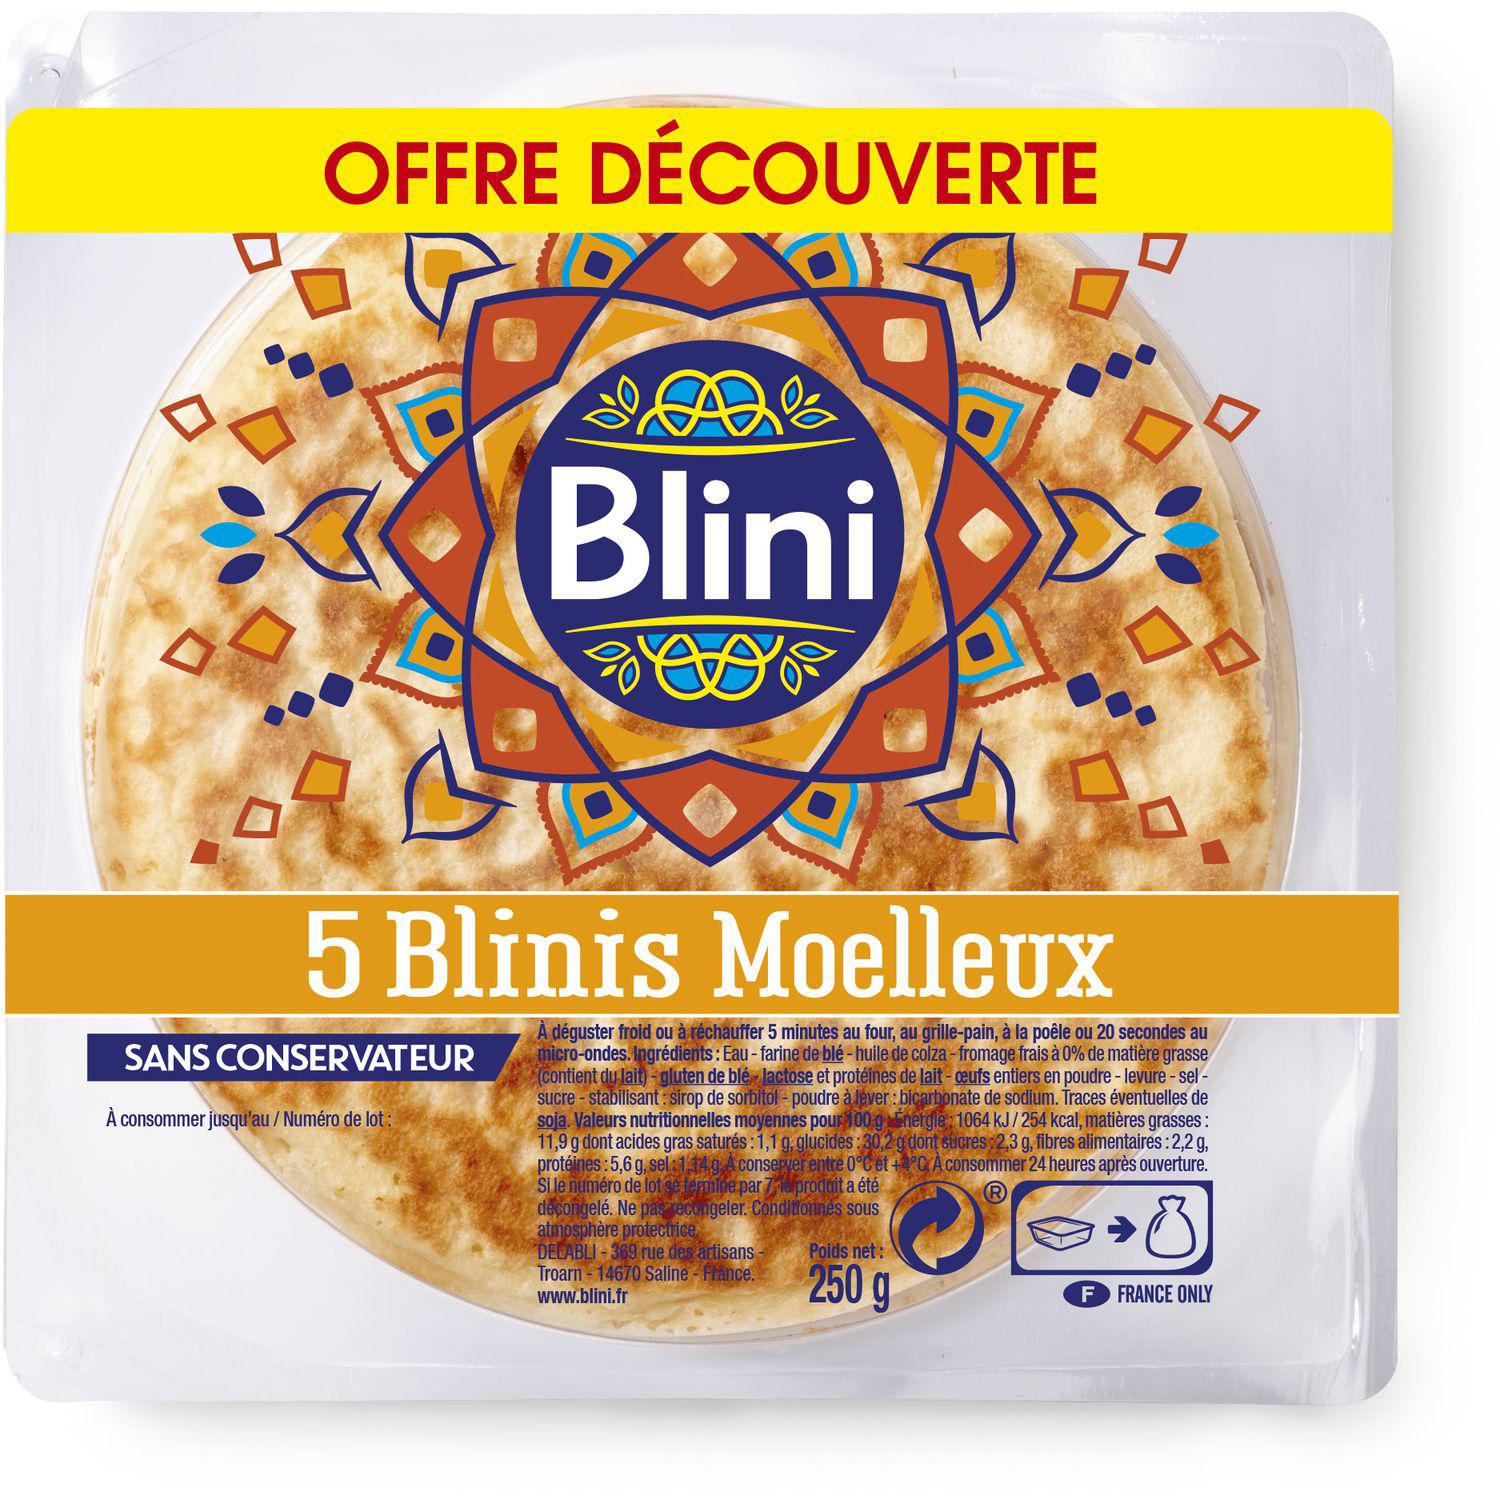 OFFRE DÉCOUVERTE
Blini
5 Blinis Moelleux
SANS CONSERVATEUR
À consommer jusqu'au / Numéro de lot :
À déguster froid ou à réchauffer 5 minutes au four, au grille-pain, à la poêle ou 20 secondes au
micro-ondes. Ingrédients : Eau - farine de blé - huile de colza - fromage frais à 0% de matière grasse
(contient du lait) - gluten de blé - lactose et protéines de lait - œufs entiers en poudre - levure - sel -
sucre - stabilisant : sirop de sorbitol - poudre à lever : bicarbonate de sodium. Traces éventuelles de
soja. Valeurs nutritionnelles moyennes pour 100 g : Énergie : 1064 kJ / 254 kcal, matières grasses :
11,9 g dont acides gras saturés : 1,1 g, glucides : 30,2 g dont sucres : 2,3 g, fibres alimentaires : 2,2 g,
protéines : 5,6 g, sel : 1,14 g. À conserver entre 0°C et +4°C. À consommer 24 heures après ouverture.
Si le numéro de lot se termine par 7, le produit a été
décongelé. Ne pas recongeler. Conditionnés sous
atmosphère protectrice.
DELABLI - 369 rue des artisans -
Troarn - 14670 Saline - France.
www.blini.fr
Poids net :
250 g
®
F FRANCE ONLY